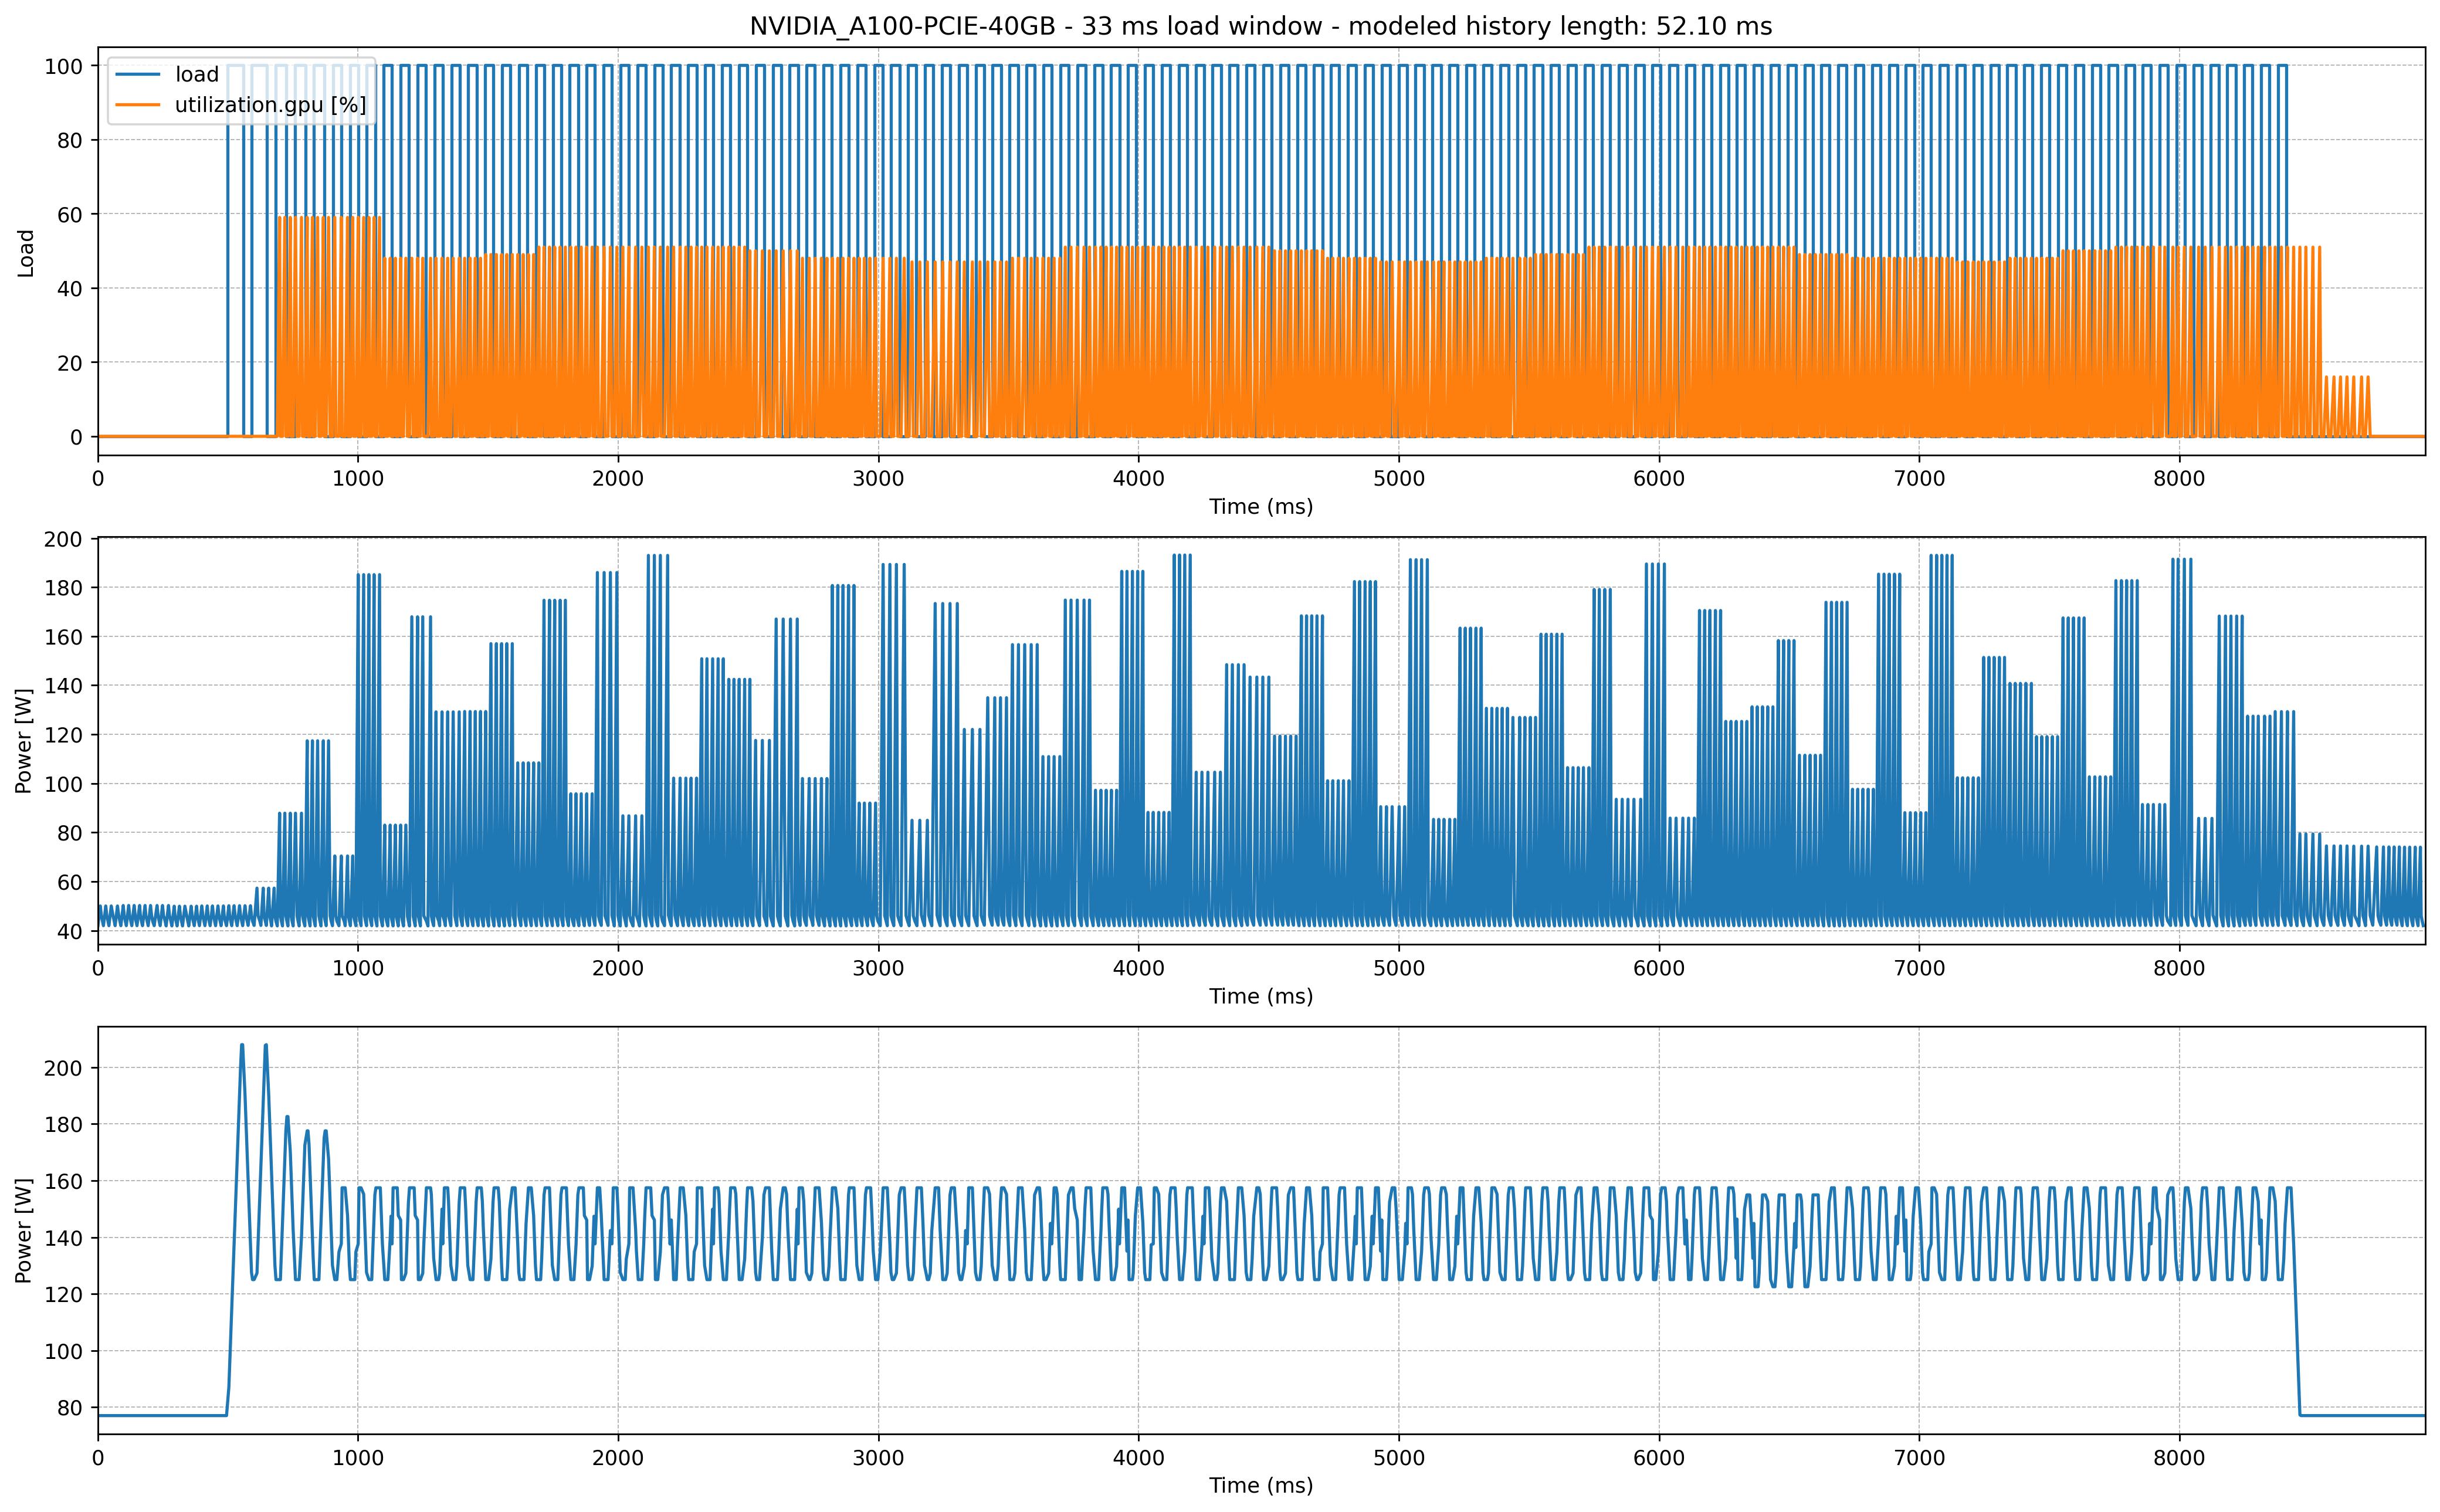 NVIDIA_A100-PCIE-40GB - 33 ms load window - modeled history length: 52.10 ms
100
80
60
40
20
0
Load
load
utilization.gpu [%]
0 1000 2000 3000 4000 5000 6000 7000 8000
Time (ms)
200
180
160
140
120
100
80
60
40
Power [W]
0 1000 2000 3000 4000 5000 6000 7000 8000
Time (ms)
200
180
160
140
120
100
80
Power [W]
0 1000 2000 3000 4000 5000 6000 7000 8000
Time (ms)